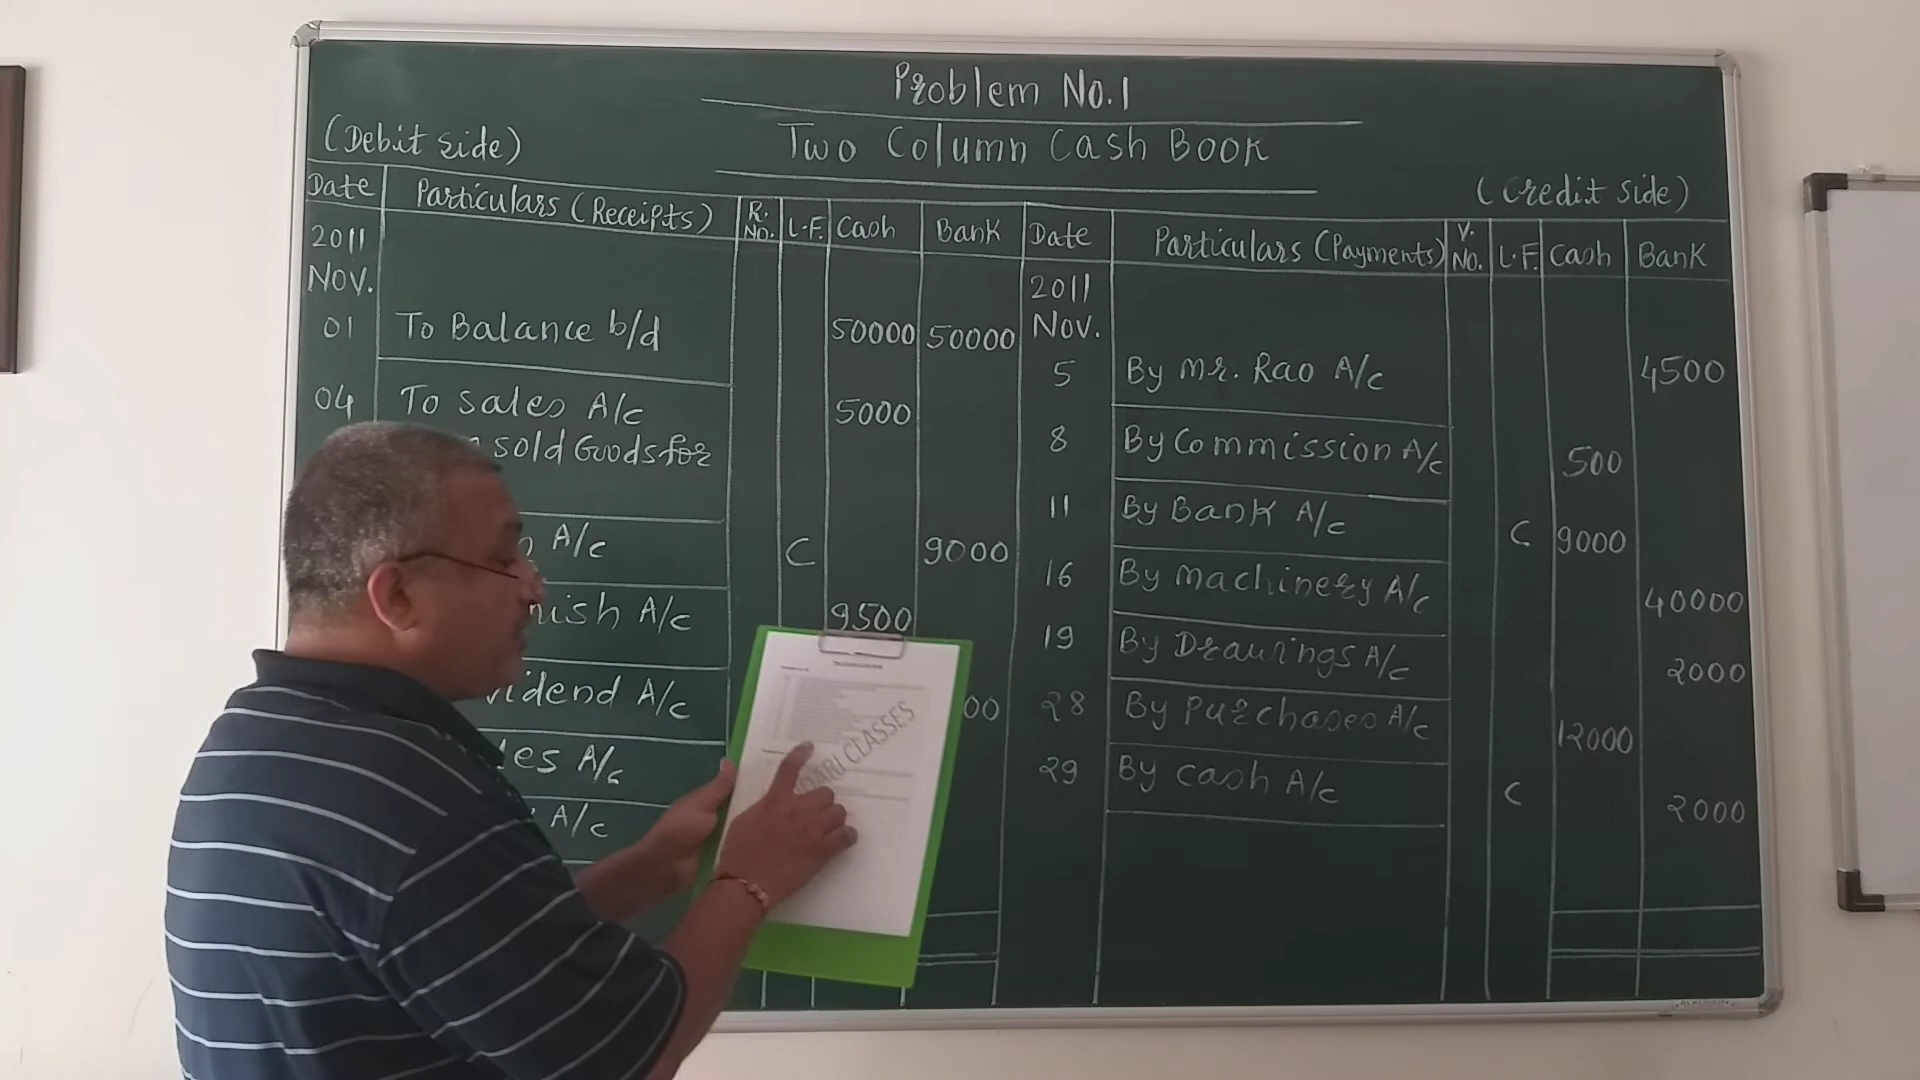 Problem No.1
Two Column Cash Book
(Debit side)
(Credit side)
Date Particulars (Receipts) R. No. L.F. Cash Bank Date Particulars (Payments) V. No. L.F. Cash Bank
2011
Nov.
01 To Balance b/d 50000 50000
04 To Sales A/c 5000
sold Goods for
A/c C 9000
A/c 9500
A/c
A/c
A/c
2011
Nov.
5 By Mr. Rao A/c 4500
8 By Commission A/c 500
11 By Bank A/c C 9000
16 By Machinery A/c 40000
19 By Drawings A/c 2000
28 By Purchases A/c 12000
29 By Cash A/c C 2000
CLASSES